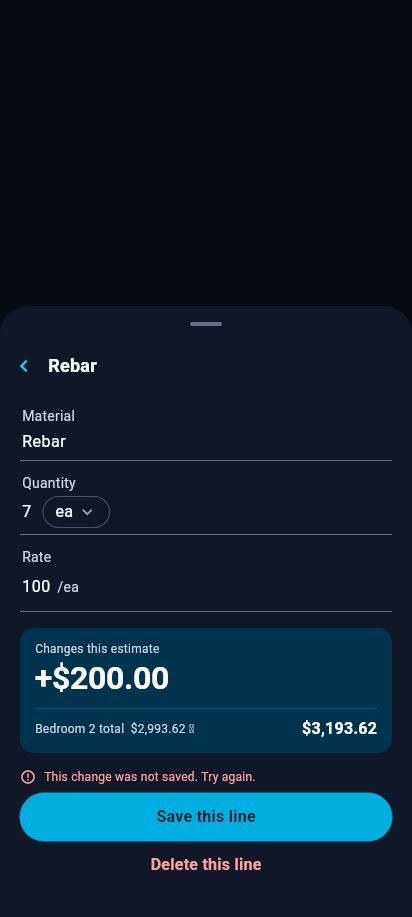 Rebar
Material
Rebar
Quantity
7 ea
Rate
100 /ea
Changes this estimate
+$200.00
Bedroom 2 total $2,993.62 $3,193.62
This change was not saved. Try again.
Save this line
Delete this line